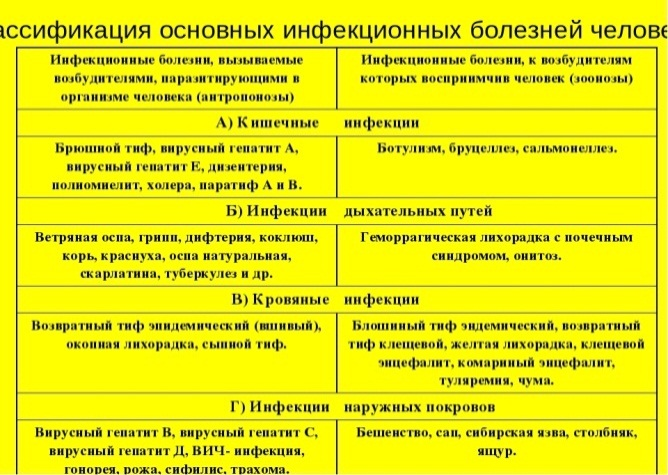 ассификация основных инфекционных болезней челове
Инфекционные болезни, вызываемые
возбудителями, паразитирующими в
организме человека (антропонозы)
Инфекционные болезни, к возбудителям
которых восприимчив человек (зоонозы)
А) Кишечные инфекции
Брюшной тиф, вирусный гепатит А,
вирусный гепатит Е, дизентерия,
полиомиелит, холера, паратиф А и В.
Ботулизм, бруцеллез, сальмонеллез.
Б) Инфекции дыхательных путей
Ветряная оспа, грипп, дифтерия, коклюш,
корь, краснуха, оспа натуральная,
скарлатина, туберкулез и др.
Геморрагическая лихорадка с почечным
синдромом, онитоз.
В) Кровяные инфекции
Возвратный тиф эпидемический (вшивый),
окопная лихорадка, сыпной тиф.
Блошиный тиф эндемический, возвратный
тиф клещевой, желтая лихорадка, клещевой
энцефалит, комариный энцефалит,
туляремия, чума.
Г) Инфекции наружных покровов
Вирусный гепатит В, вирусный гепатит С,
вирусный гепатит Д, ВИЧ- инфекция,
гонорея, рожа, сифилис, трахома.
Бешенство, сап, сибирская язва, столбняк,
ящур.